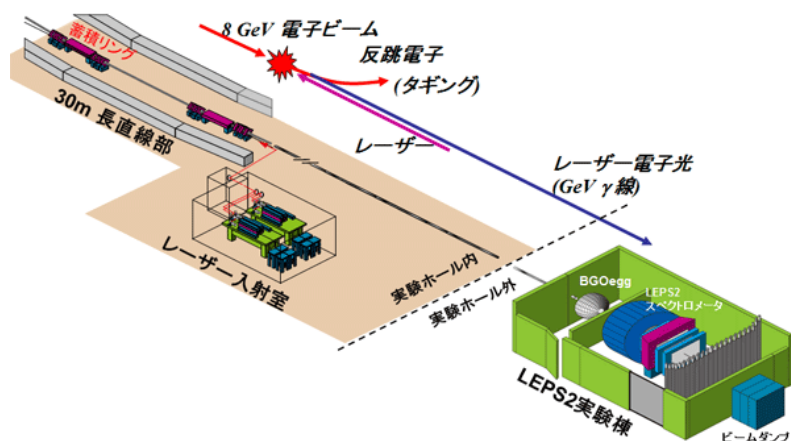 8 GeV 電子ビーム
蓄積リング
反跳電子
(タギング)
30m 長直線部
レーザー
レーザー電子光
(GeV γ線)
レーザー入射室
実験ホール内
実験ホール外
BGOegg
LEPS2
スペクトロメータ
LEPS2実験棟
ビームダンプ